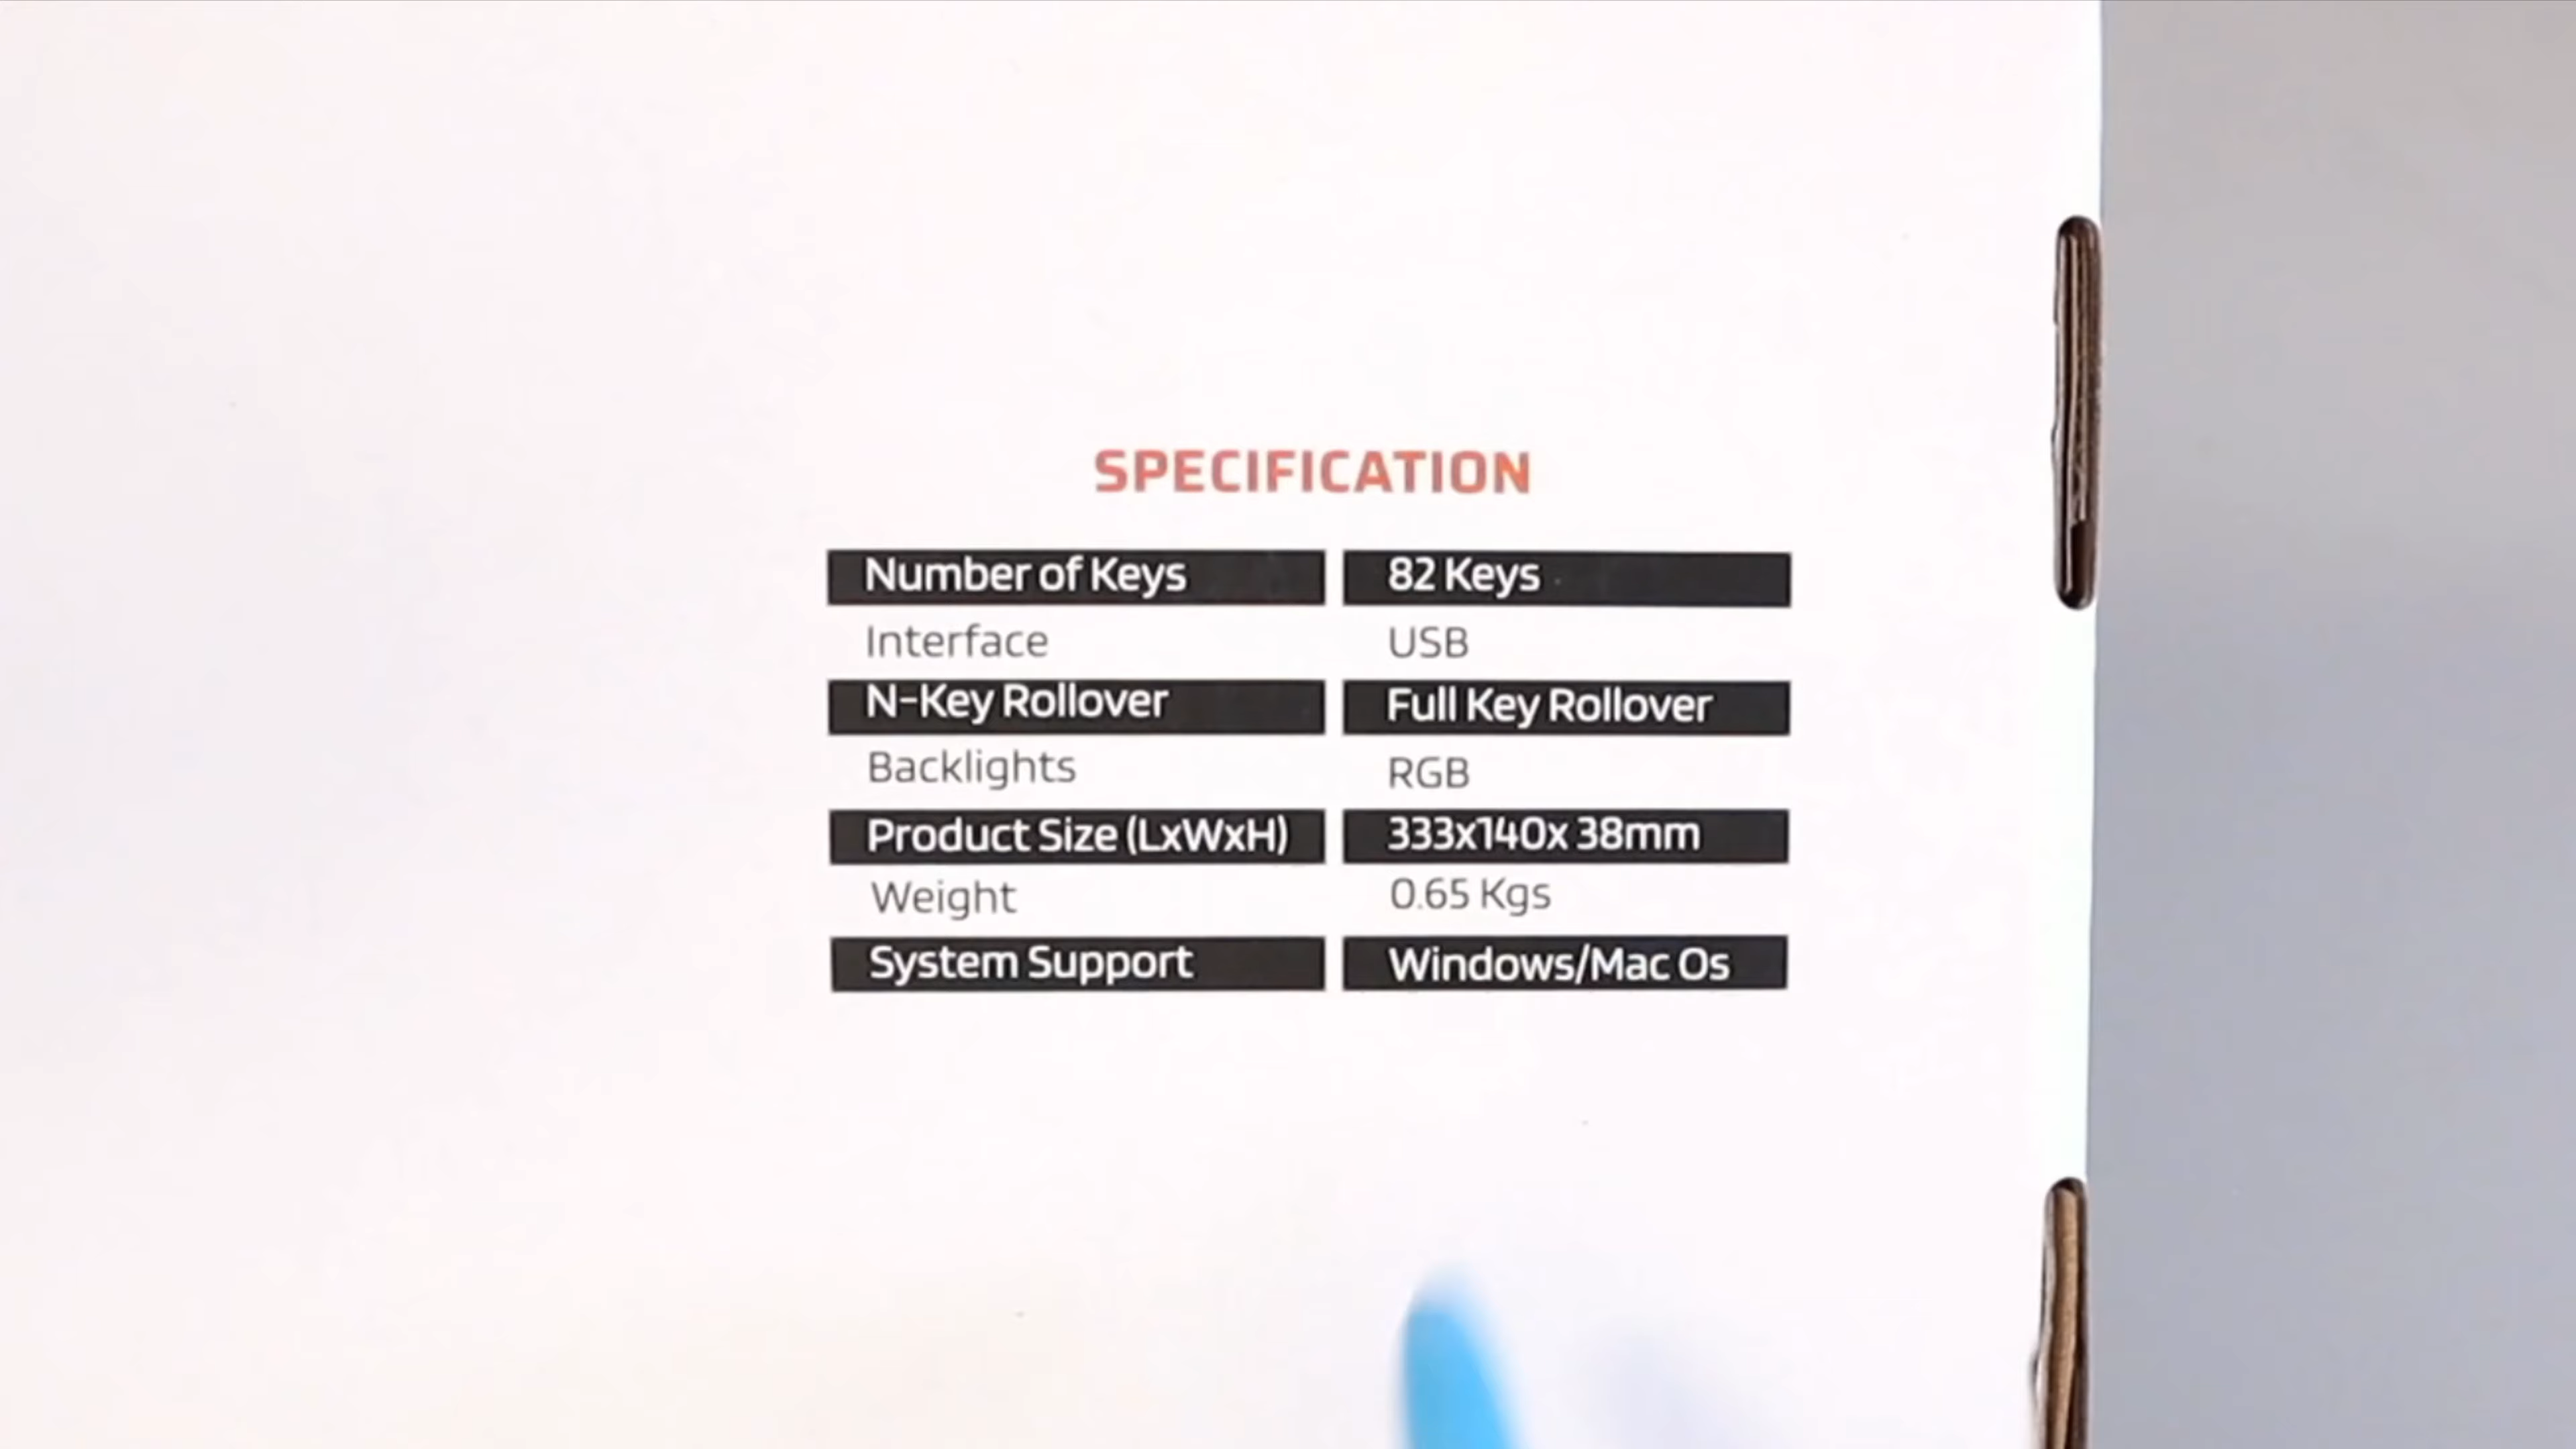 SPECIFICATION
Number of Keys 82 Keys
Interface USB
N-Key Rollover Full Key Rollover
Backlights RGB
Product Size (LxWxH) 333x140x 38mm
Weight 0.65 Kgs
System Support Windows/Mac Os